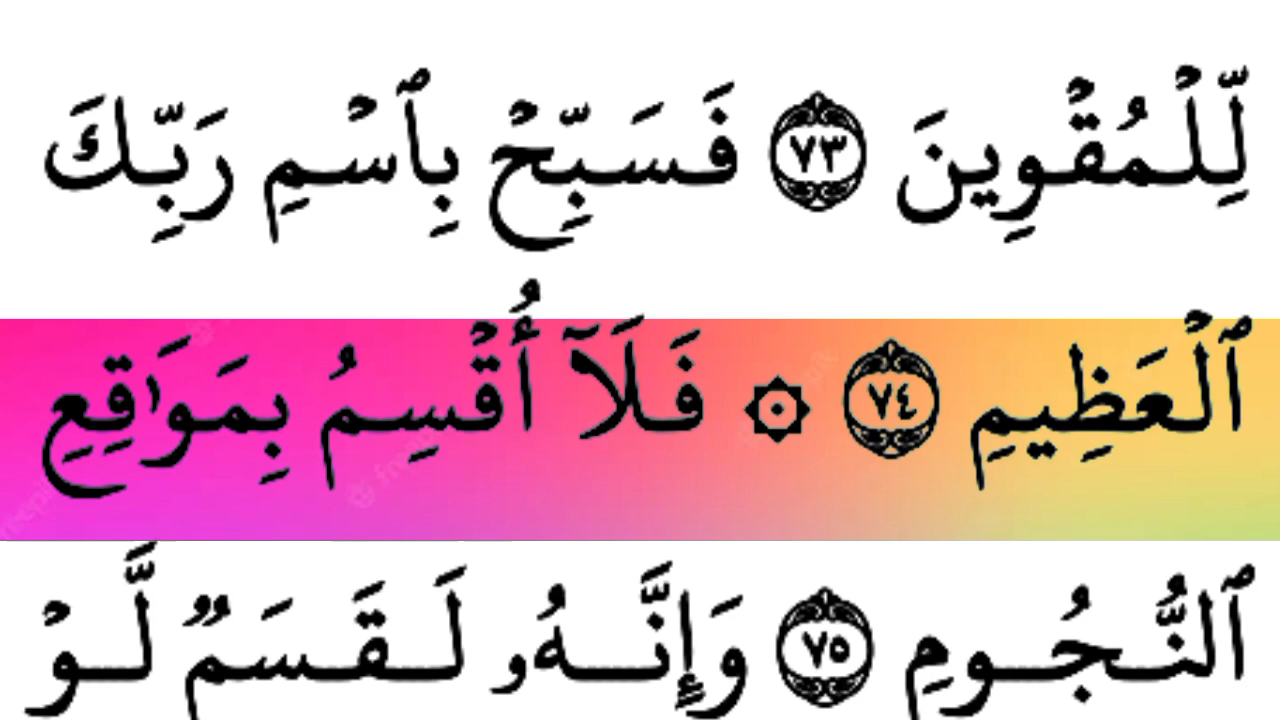 لِّلْمُقْوِينَ ٧٣ فَسَبِّحْ بِٱسْمِ رَبِّكَ
ٱلْعَظِيمِ ٧٤ ۞ فَلَآ أُقْسِمُ بِمَوَٰقِعِ
ٱلنُّجُومِ ٧٥ وَإِنَّهُۥ لَقَسَمٌ لَّوْ